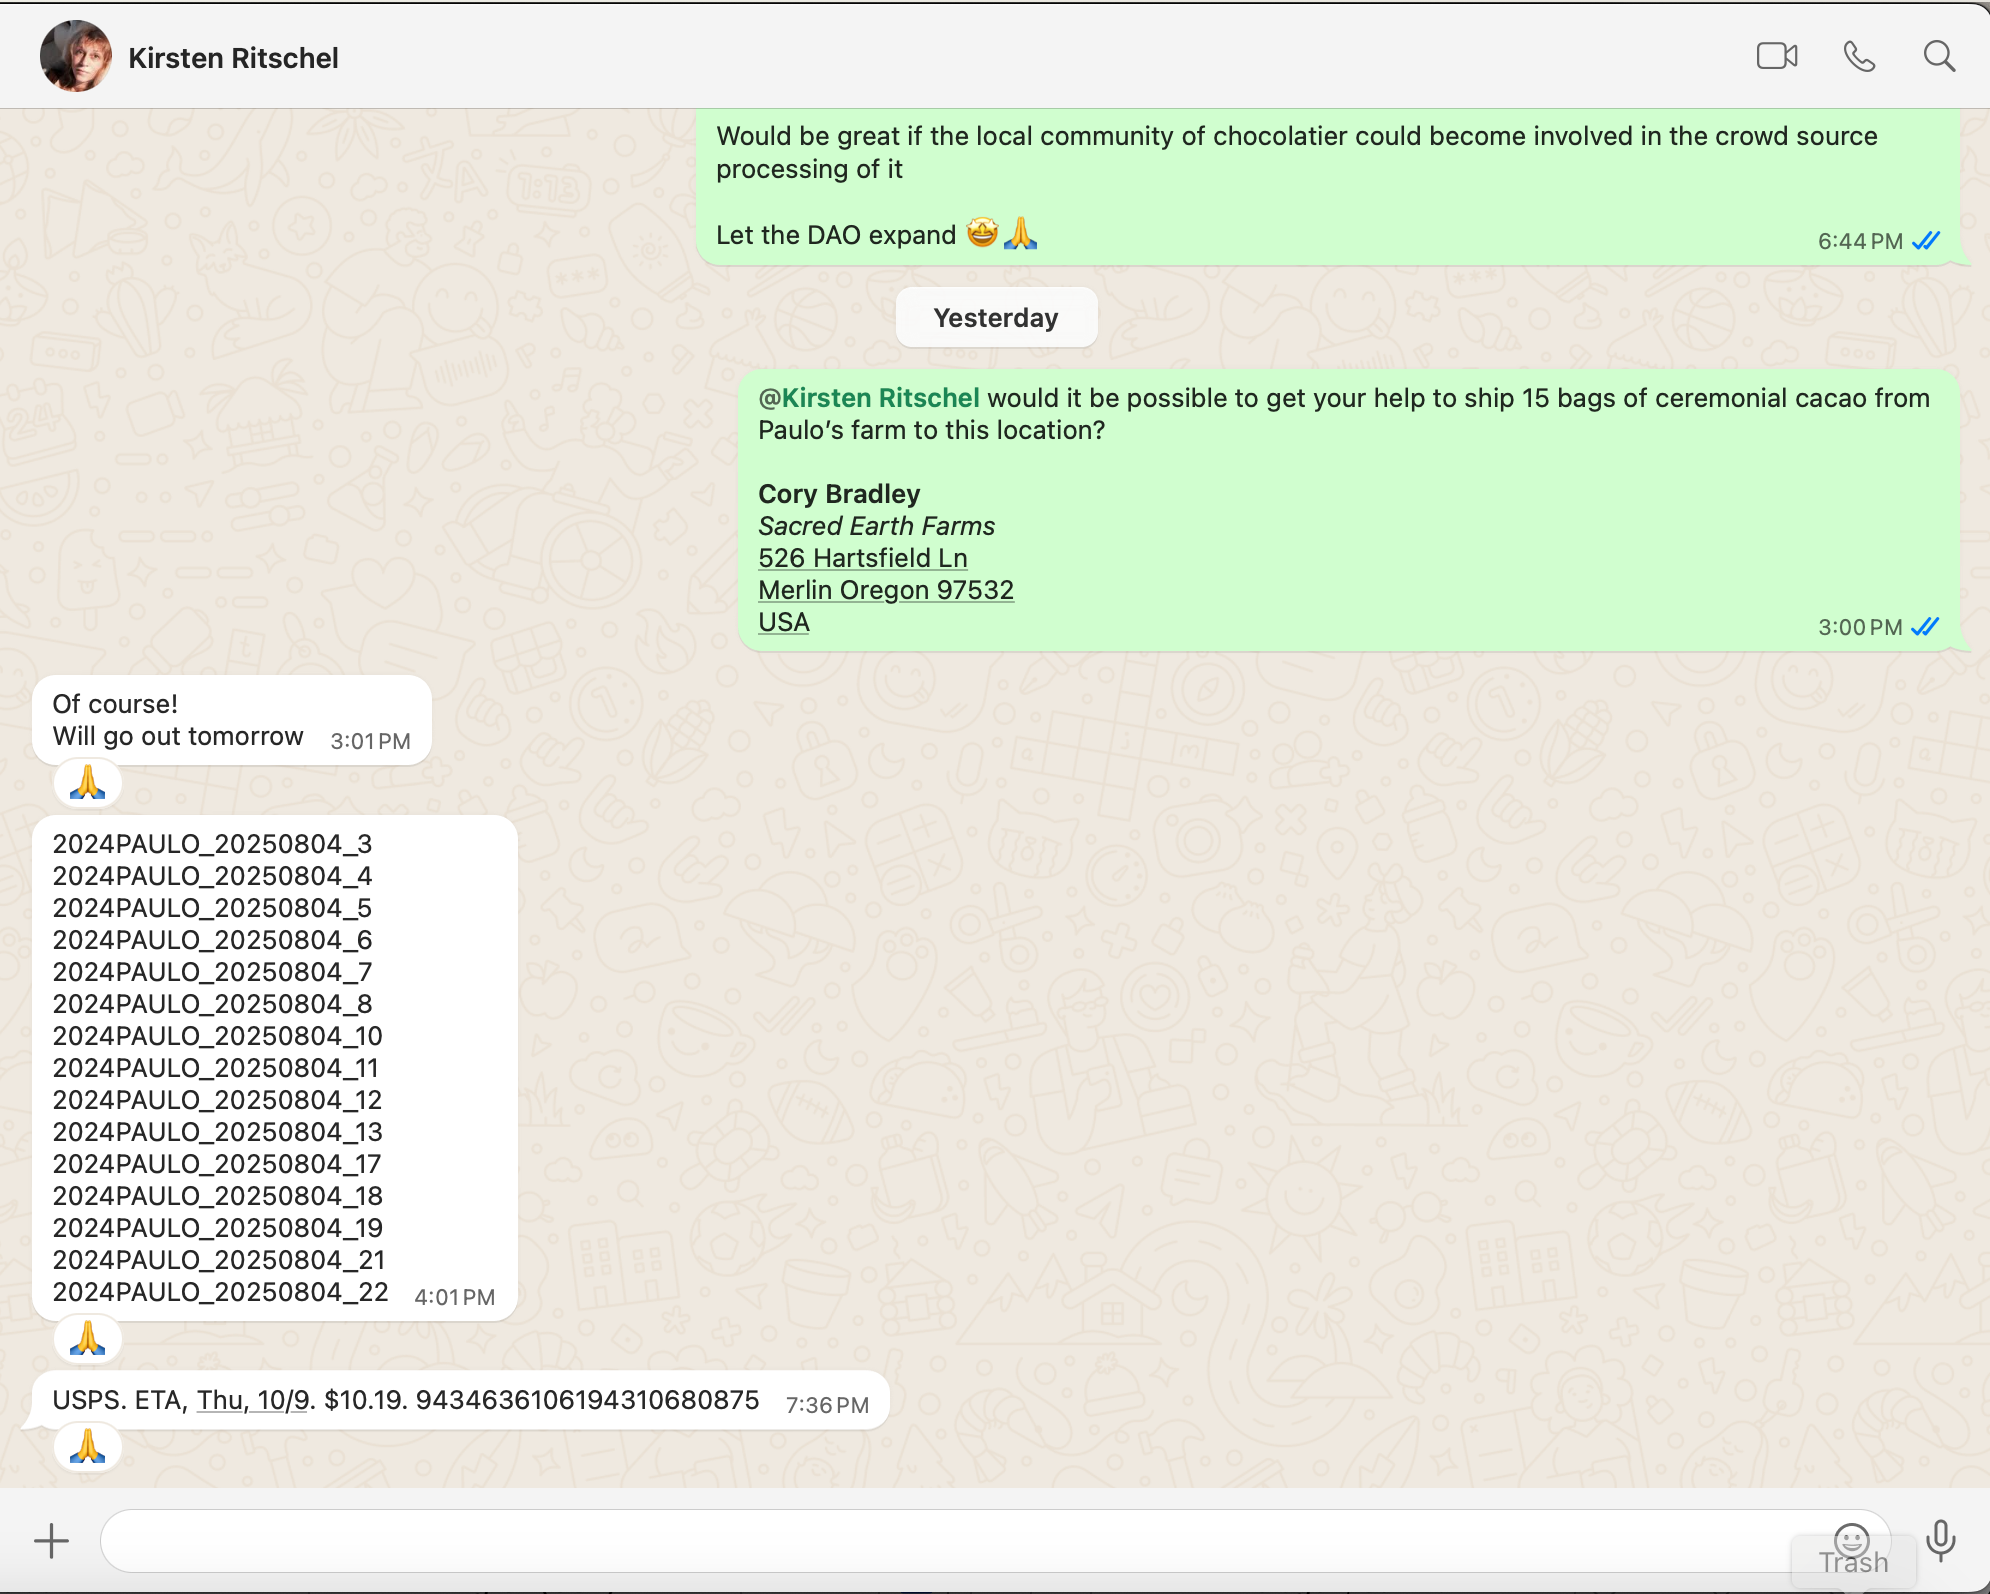 Kirsten Ritschel
Would be great if the local community of chocolatier could become involved in the crowd source
processing of it
Let the DAO expand 🤩🙏
6:44 PM
Yesterday
@Kirsten Ritschel would it be possible to get your help to ship 15 bags of ceremonial cacao from
Paulo's farm to this location?
Cory Bradley
Sacred Earth Farms
526 Hartsfield Ln
Merlin Oregon 97532
USA
3:00 PM
Of course!
Will go out tomorrow 3:01 PM
🙏
2024PAULO_20250804_3
2024PAULO_20250804_4
2024PAULO_20250804_5
2024PAULO_20250804_6
2024PAULO_20250804_7
2024PAULO_20250804_8
2024PAULO_20250804_10
2024PAULO_20250804_11
2024PAULO_20250804_12
2024PAULO_20250804_13
2024PAULO_20250804_17
2024PAULO_20250804_18
2024PAULO_20250804_19
2024PAULO_20250804_21
2024PAULO_20250804_22 4:01 PM
🙏
USPS. ETA, Thu, 10/9. $10.19. 9434636106194310680875 7:36 PM
🙏
Trash